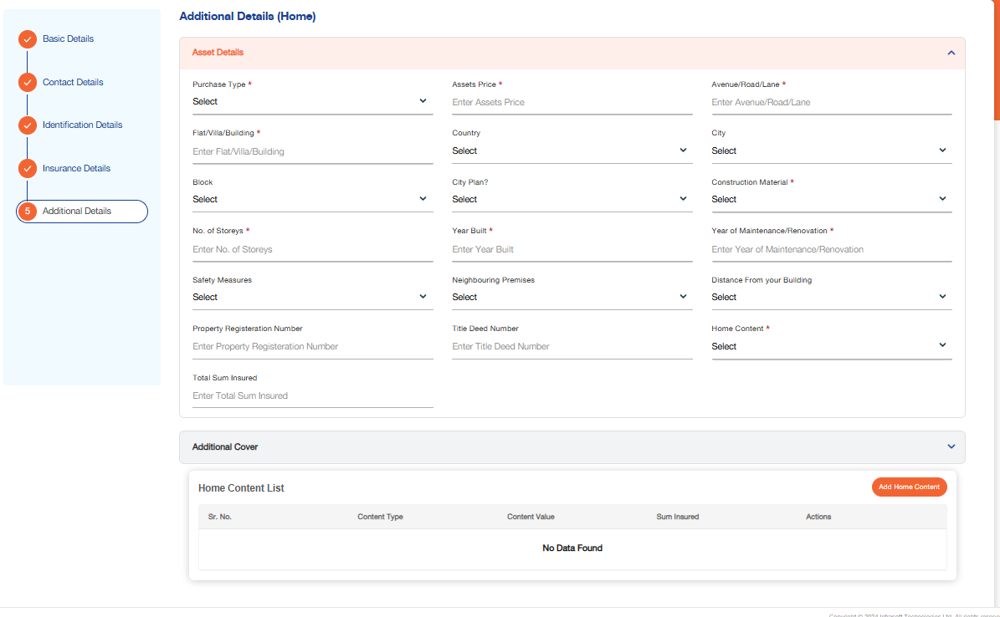 Additional Details (Home)
Basic Details
Contact Details
Identification Details
Insurance Details
5 Additional Details
Asset Details
Purchase Type * Assets Price * Avenue/Road/Lane *
Select Enter Assets Price Enter Avenue/Road/Lane
Flat/Villa/Building * Country City
Enter Flat/Villa/Building Select Select
Block City Plan? Construction Material *
Select Select Select
No. of Storeys * Year Built * Year of Maintenance/Renovation *
Enter No. of Storeys Enter Year Built Enter Year of Maintenance/Renovation
Safety Measures Neighbouring Premises Distance From your Building
Select Select Select
Property Registeration Number Title Deed Number Home Content *
Enter Property Registeration Number Enter Title Deed Number Select
Total Sum Insured
Enter Total Sum Insured
Additional Cover
Home Content List Add Home Content
Sr. No. Content Type Content Value Sum Insured Actions
No Data Found
Copyright © 2024 Infrasoft Technologies Ltd. All rights